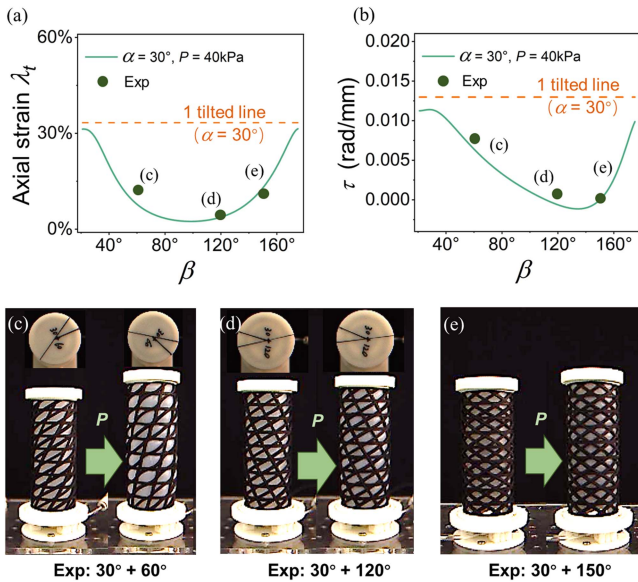 (a)
60%
30%
0%
Axial strain λt
α = 30°, P = 40kPa
Exp
1 tilted line
(α = 30°)
(c)
(d)
(e)
40° 80° 120° 160°
β
(b)
0.020
0.015
0.010
0.005
0.000
τ (rad/mm)
α = 30°, P = 40kPa
Exp
1 tilted line
(α = 30°)
(c)
(d)
(e)
40° 80° 120° 160°
β
(c)
P
Exp: 30° + 60°
(d)
P
Exp: 30° + 120°
(e)
P
Exp: 30° + 150°